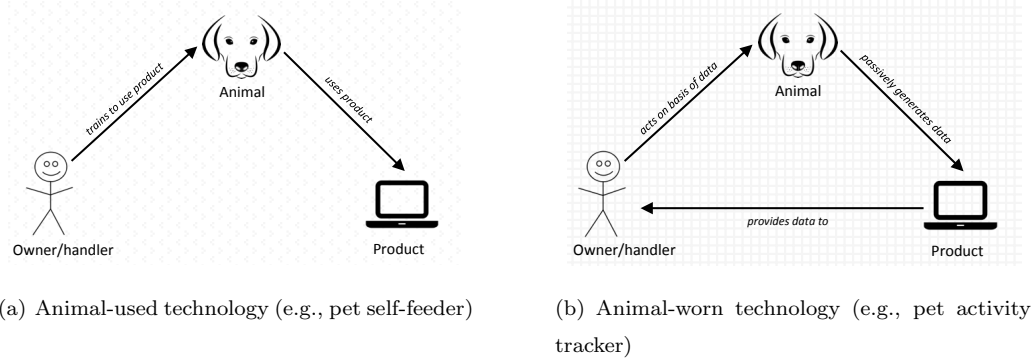 trains to use product
Animal
uses product
Owner/handler
Product
acts on basis of data
Animal
passively generates data
provides data to
Owner/handler
Product
a) Animal-used technology (e.g., pet self-feeder)
(b) Animal-worn technology (e.g., pet activity
tracker)